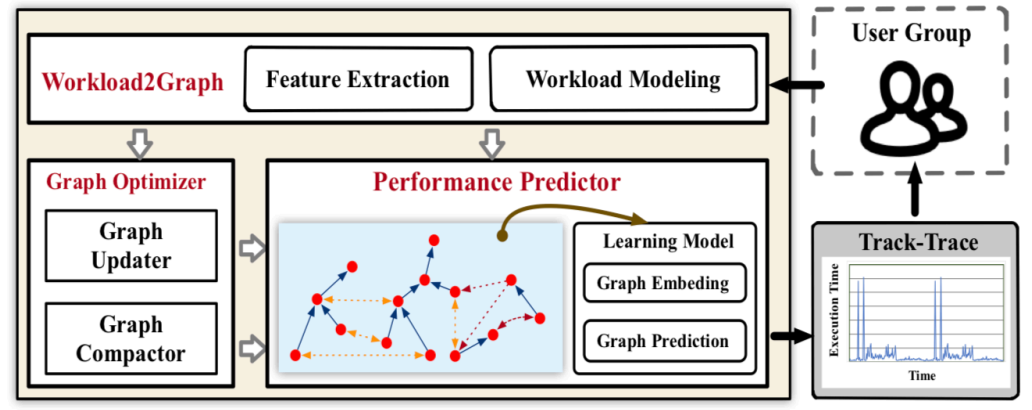 User Group
Workload2Graph
Feature Extraction
Workload Modeling
Graph Optimizer
Graph
Updater
Graph
Compactor
Performance Predictor
Learning Model
Graph Embeding
Graph Prediction
Track-Trace
Execution Time
Time